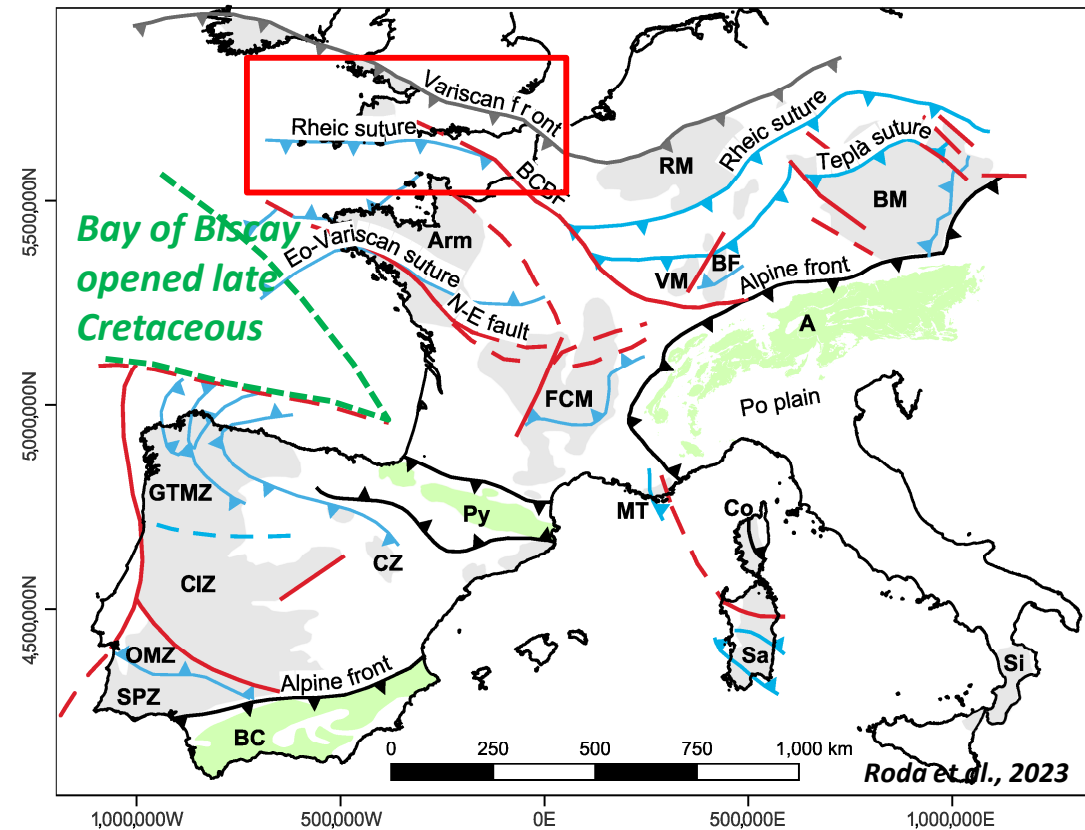 Variscan front
Rheic suture
Rheic suture
Teplà suture
RM
BCBF
BM
5,500,000N
Bay of Biscay
opened late
Cretaceous
Arm
Eo-Variscan suture
VM
BF
Alpine front
N-E fault
A
FCM
Po plain
5,000,000N
GTMZ
Py
MT
Co
CZ
CIZ
4,500,000N
OMZ
Sa
Si
SPZ
Alpine front
BC
0 250 500 750 1,000 km
Roda et al., 2023
1,000,000W 500,000W 0E 500,000E 1,000,000E